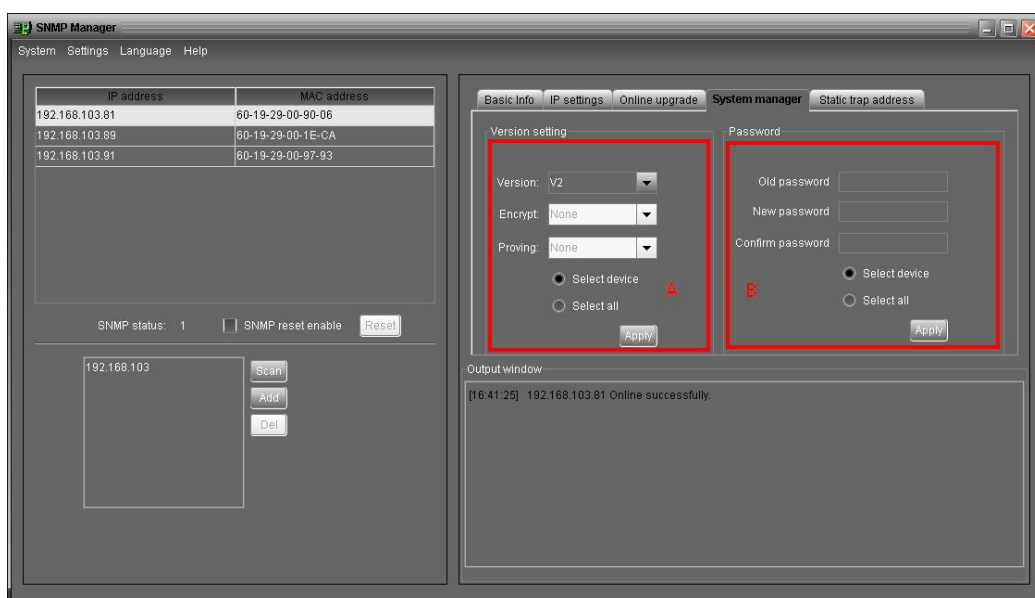 SNMP Manager
System Settings Language Help
IP address MAC address
192.168.103.81 60-19-29-00-90-06
192.168.103.89 60-19-29-00-1E-CA
192.168.103.91 60-19-29-00-97-93
SNMP status: 1 SNMP reset enable Reset
192.168.103
Scan
Add
Del
Basic Info IP settings Online upgrade System manager Static trap address
Version setting
Version: V2
Encrypt: None
Proving: None
Select device
Select all
A
Apply
Password
Old password
New password
Confirm password
Select device
Select all
B
Apply
Output window
[16:41:25] 192.168.103.81 Online successfully.